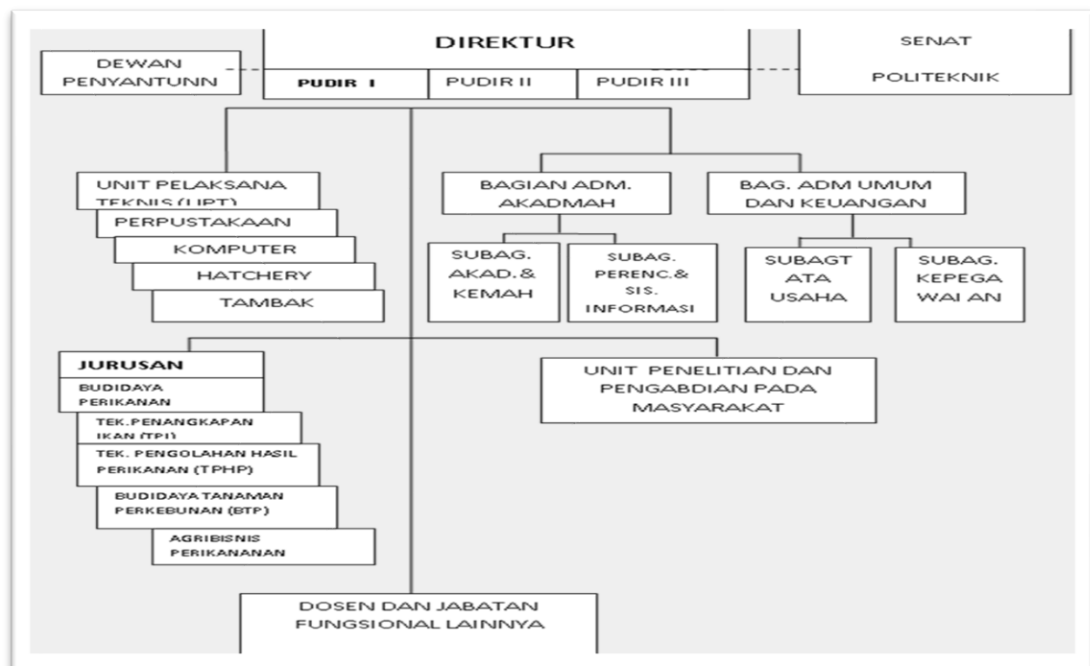 DIREKTUR
DEWAN
PENYANTUNN
PUDIR I
PUDIR II
PUDIR III
SENAT
POLITEKNIK
UNIT PELAKSANA
TEKNIS (UPT)
PERPUSTAKAAN
KOMPUTER
HATCHERY
TAMBAK
BAGIAN ADM.
AKADMAH
BAG. ADM UMUM
DAN KEUANGAN
SUBAG.
AKAD.&
KEMAH
SUBAG.
PERENC.&
SIS.
INFORMASI
SUBAGT
ATA
USAHA
SUBAG.
KEPEGA
WAI AN
JURUSAN
BUDIDAYA
PERIKANAN
TEK.PENANGKAPAN
IKAN (TPI)
TEK. PENGOLAHAN HASIL
PERIKANAN (TPHP)
BUDIDAYA TANAMAN
PERKEBUNAN (BTP)
AGRIBISNIS
PERIKANANAN
UNIT PENELITIAN DAN
PENGABDIAN PADA
MASYARAKAT
DOSEN DAN JABATAN
FUNGSIONAL LAINNYA